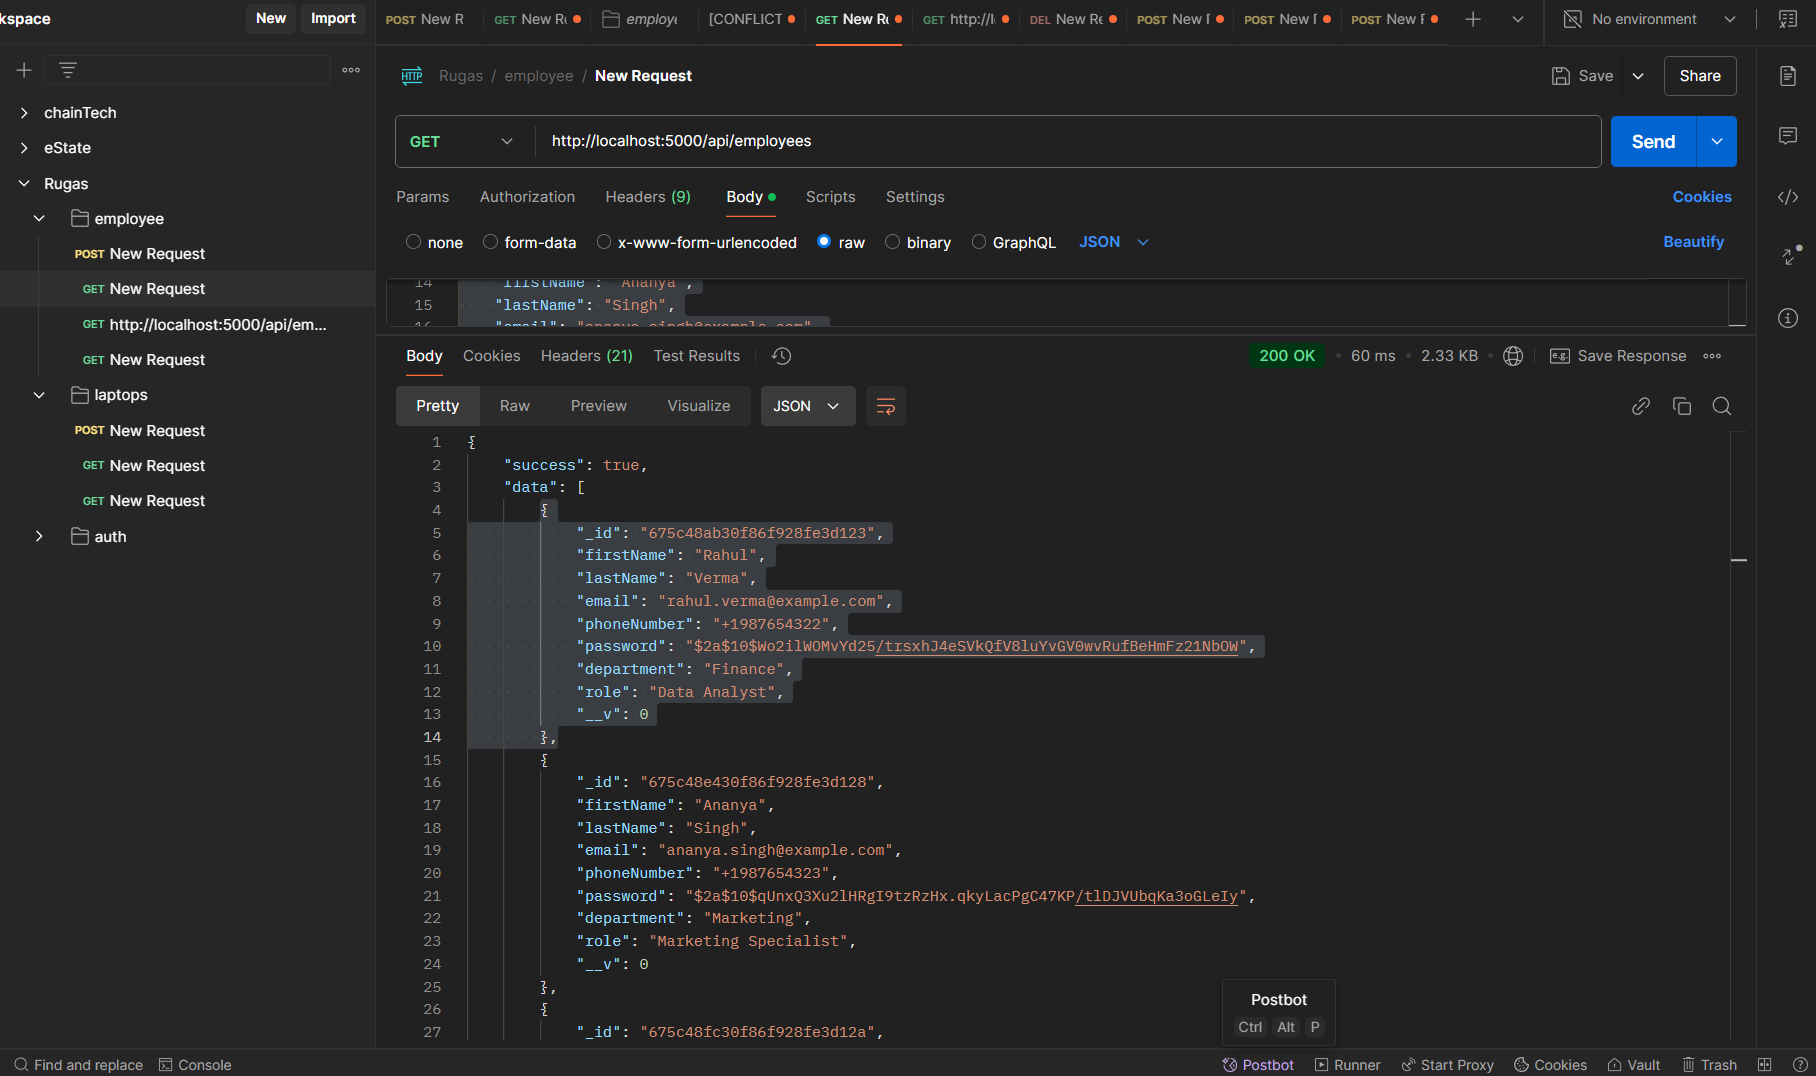 kspace
New
Import
POST New R
GET New Re
employe
[CONFLICT
GET New Re
GET http://l
DEL New Re
POST New F
POST New F
POST New F
No environment
Rugas / employee / New Request
Save
Share
chainTech
eState
Rugas
employee
POST New Request
GET New Request
GET http://localhost:5000/api/em...
GET New Request
laptops
POST New Request
GET New Request
GET New Request
auth
GET
http://localhost:5000/api/employees
Send
Params
Authorization
Headers (9)
Body
Scripts
Settings
Cookies
none
form-data
x-www-form-urlencoded
raw
binary
GraphQL
JSON
Beautify
14 "firstName": "Ananya",
15 "lastName": "Singh",
16 "email": "ananya.singh@example.com"
Body
Cookies
Headers (21)
Test Results
200 OK
60 ms
2.33 KB
Save Response
Pretty
Raw
Preview
Visualize
JSON
1 {
2 "success": true,
3 "data": [
4 {
5 "_id": "675c48ab30f86f928fe3d123",
6 "firstName": "Rahul",
7 "lastName": "Verma",
8 "email": "rahul.verma@example.com",
9 "phoneNumber": "+1987654322",
10 "password": "$2a$10$Wo2ilWOMvYd25/trsxhJ4eSVkQfV8luYvGV0wvRufBeHmFz21NbOW",
11 "department": "Finance",
12 "role": "Data Analyst",
13 "__v": 0
14 },
15 {
16 "_id": "675c48e430f86f928fe3d128",
17 "firstName": "Ananya",
18 "lastName": "Singh",
19 "email": "ananya.singh@example.com",
20 "phoneNumber": "+1987654323",
21 "password": "$2a$10$qUnxQ3Xu2lHRgI9tzRzHx.qkyLacPgC47KP/tlDJVUbqKa3oGLeIy",
22 "department": "Marketing",
23 "role": "Marketing Specialist",
24 "__v": 0
25 },
26 {
27 "_id": "675c48fc30f86f928fe3d12a",
Postbot
Ctrl Alt P
Find and replace
Console
Postbot
Runner
Start Proxy
Cookies
Vault
Trash